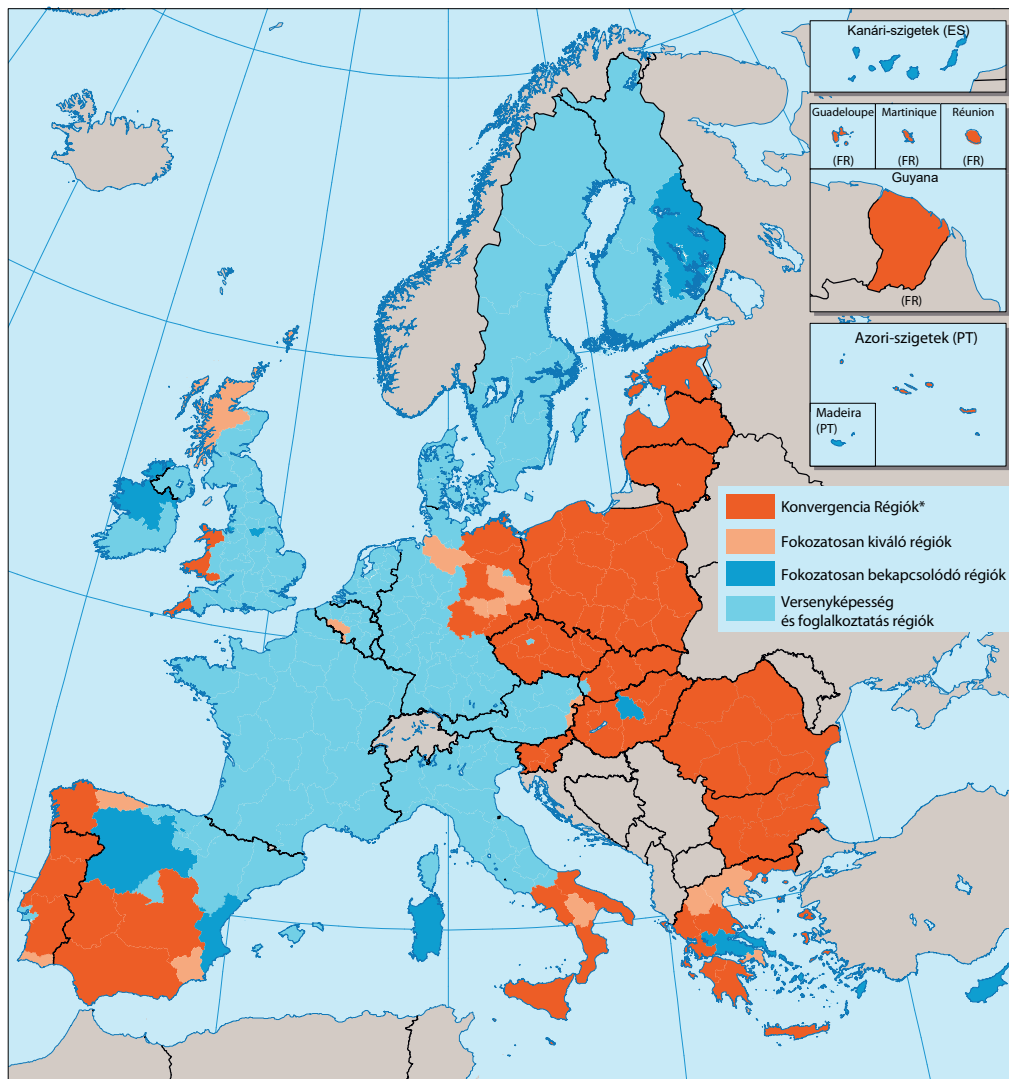 Kanári-szigetek (ES)
Guadeloupe
Martinique
Réunion
(FR)
(FR)
(FR)
Guyana
(FR)
Azori-szigetek (PT)
Madeira
(PT)
Konvergencia Régiók*
Fokozatosan kiváló régiók
Fokozatosan bekapcsolódó régiók
Versenyképesség
és foglalkoztatás régiók